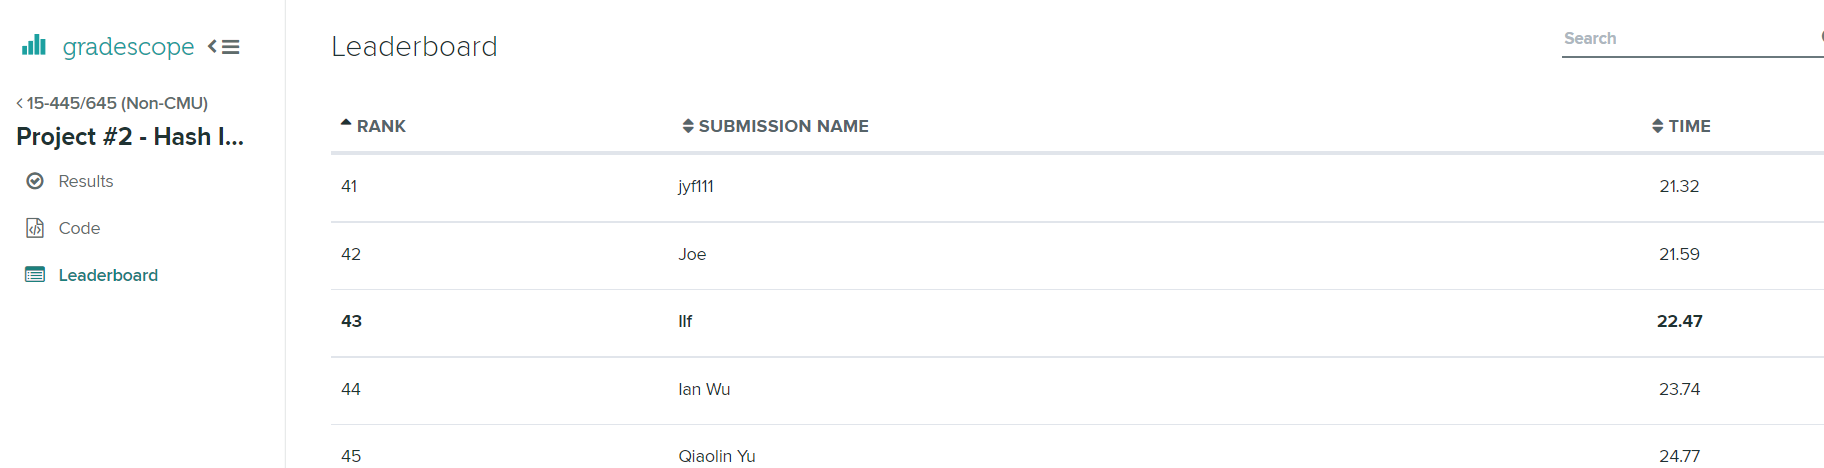 gradescope
15-445/645 (Non-CMU)
Project #2 - Hash I...
Results
Code
Leaderboard
Leaderboard
Search
RANK SUBMISSION NAME TIME
41 jyf111 21.32
42 Joe 21.59
43 llf 22.47
44 Ian Wu 23.74
45 Qiaolin Yu 24.77